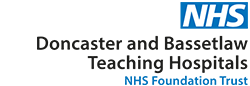 NHS
Doncaster and Bassetlaw
Teaching Hospitals
NHS Foundation Trust